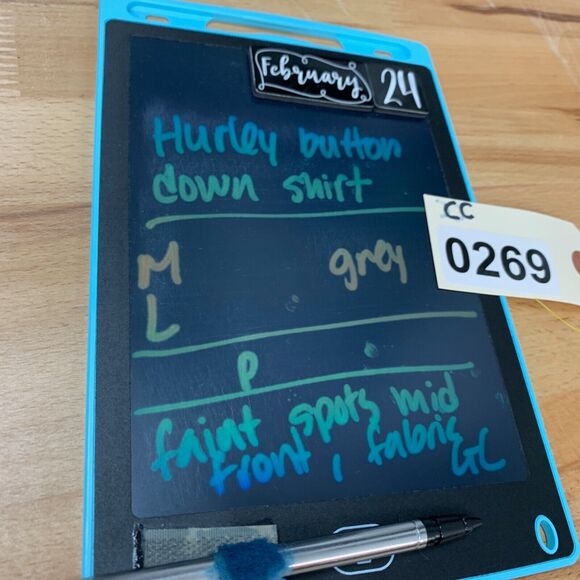 February 24
Hurley button
down shirt
CC
0269
M grey
L
P
faint spots mid
front, fabric GC